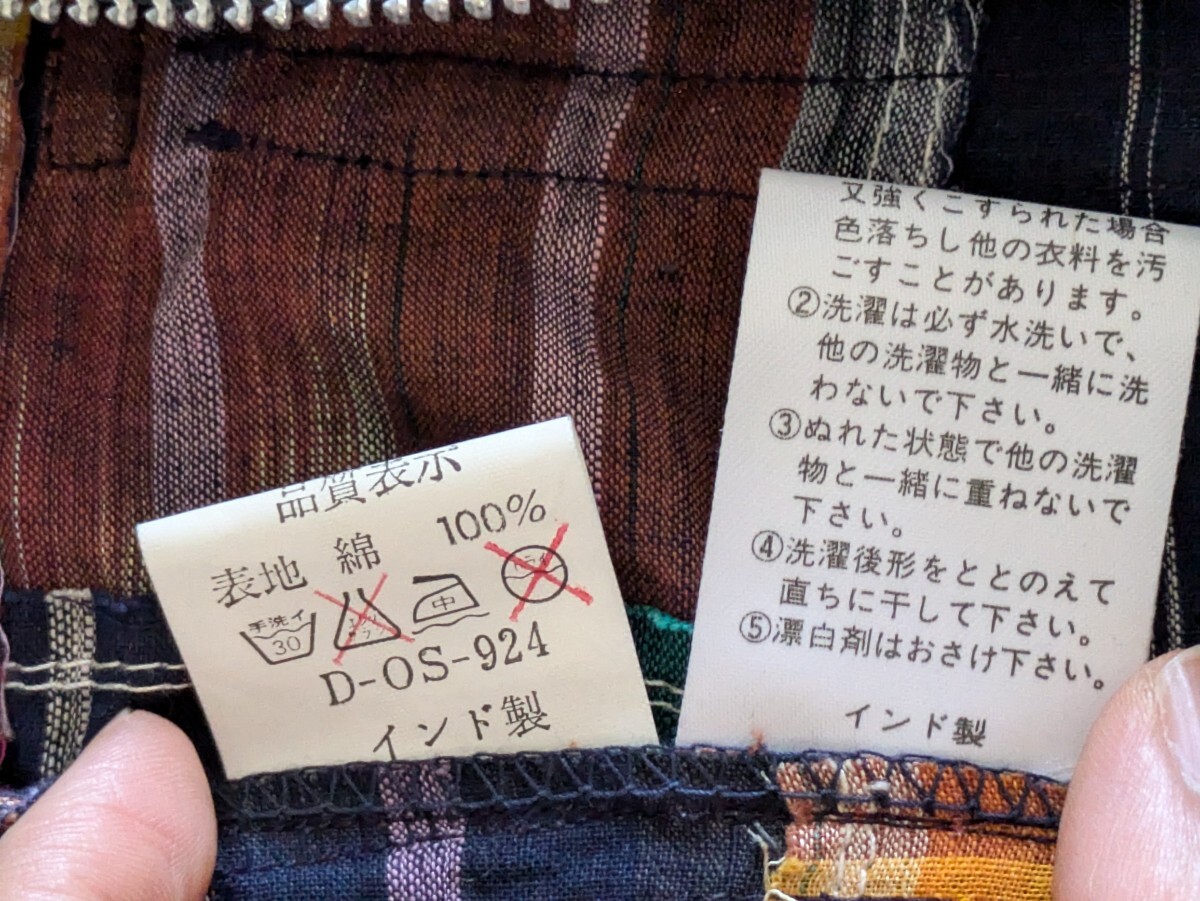 品質表示
表地 綿 100%
手洗イ
30
中
D-OS-924
インド製
又強くこすられた場合
色落ちし他の衣料を汚
ごすことがあります。
②洗濯は必ず水洗いで、
他の洗濯物と一緒に洗
わないで下さい。
③ぬれた状態で他の洗濯
物と一緒に重ねないで
下さい。
④洗濯後形をととのえて
直ちに干して下さい。
⑤漂白剤はおさけ下さい。
インド製